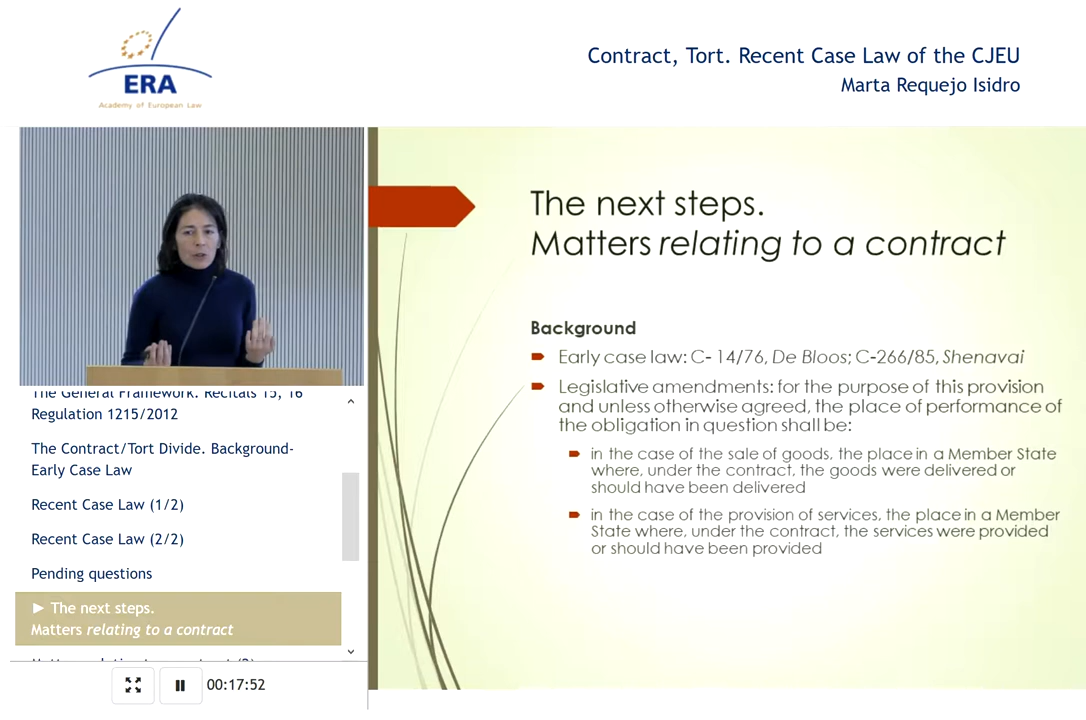 ERA
Academy of European Law
Contract, Tort. Recent Case Law of the CJEU
Marta Requejo Isidro
The General Framework. Recitals 15, 16
Regulation 1215/2012
The Contract/Tort Divide. Background-
Early Case Law
Recent Case Law (1/2)
Recent Case Law (2/2)
Pending questions
► The next steps.
Matters relating to a contract
00:17:52
The next steps.
Matters relating to a contract
Background
Early case law: C- 14/76, De Bloos; C-266/85, Shenavai
Legislative amendments: for the purpose of this provision
and unless otherwise agreed, the place of performance of
the obligation in question shall be:
in the case of the sale of goods, the place in a Member State
where, under the contract, the goods were delivered or
should have been delivered
in the case of the provision of services, the place in a Member
State where, under the contract, the services were provided
or should have been provided